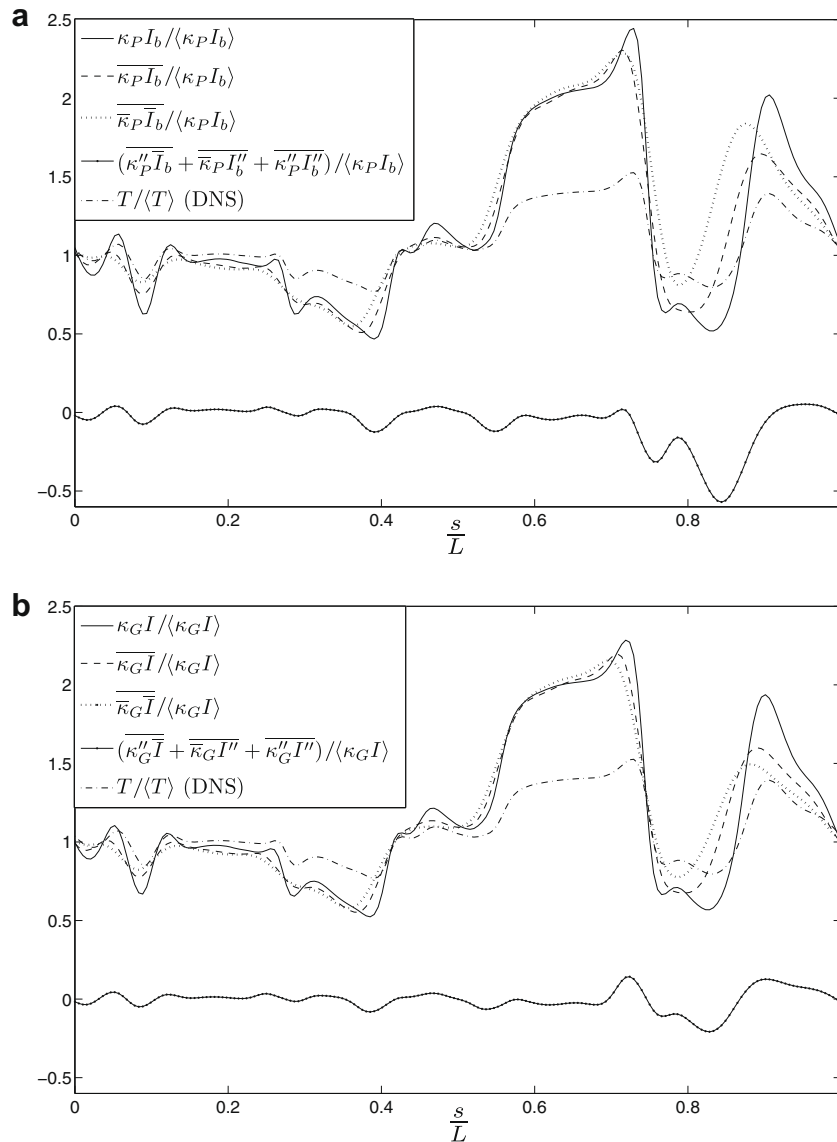 a
2.5
2
1.5
1
0.5
0
−0.5
κ_P I_b/⟨κ_P I_b⟩
\overline{κ_P I_b}/⟨κ_P I_b⟩
\overline{\overline{κ}_P \overline{I}_b}/⟨κ_P I_b⟩
(\overline{κ''_P \overline{I}_b} + \overline{\overline{κ}_P I''_b} + \overline{κ''_P I''_b})/⟨κ_P I_b⟩
T/⟨T⟩ (DNS)
0 0.2 0.4 0.6 0.8
s/L
b
2.5
2
1.5
1
0.5
0
−0.5
κ_G I/⟨κ_G I⟩
\overline{κ_G I}/⟨κ_G I⟩
\overline{\overline{κ}_G \overline{I}}/⟨κ_G I⟩
(\overline{κ''_G \overline{I}} + \overline{\overline{κ}_G I''} + \overline{κ''_G I''})/⟨κ_G I⟩
T/⟨T⟩ (DNS)
0 0.2 0.4 0.6 0.8
s/L